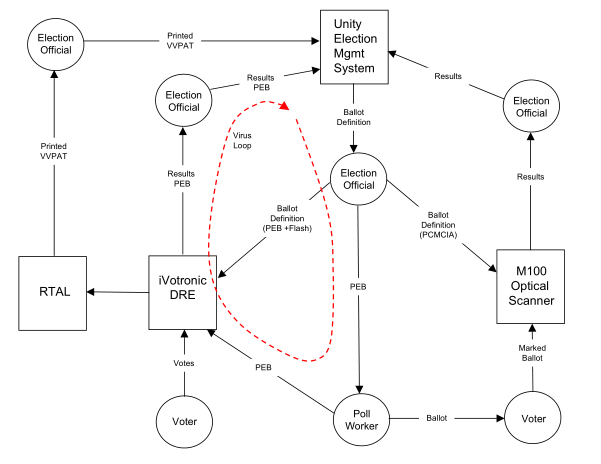 Printed
VVPAT
Election
Official
Unity
Election
Mgmt
System
Results
PEB
Election
Official
Results
Election
Official
Ballot
Definition
Virus
Loop
Printed
VVPAT
Results
PEB
Election
Official
Results
Ballot
Definition
(PEB +Flash)
Ballot
Definition
(PCMCIA)
RTAL
iVotronic
DRE
PEB
M100
Optical
Scanner
Votes
PEB
Marked
Ballot
Voter
Poll
Worker
Ballot
Voter